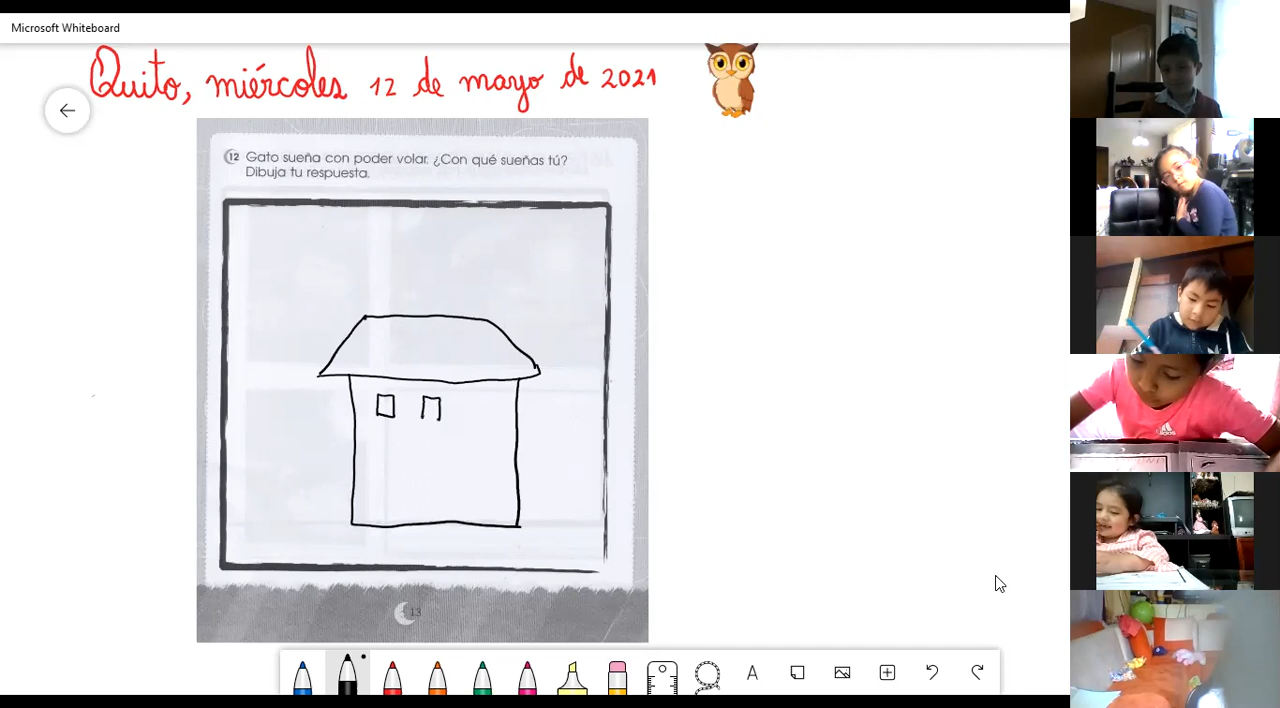 Microsoft Whiteboard
Quito, miércoles 12 de mayo de 2021
12 Gato sueña con poder volar. ¿Con qué sueñas tú?
Dibuja tu respuesta.
13
A